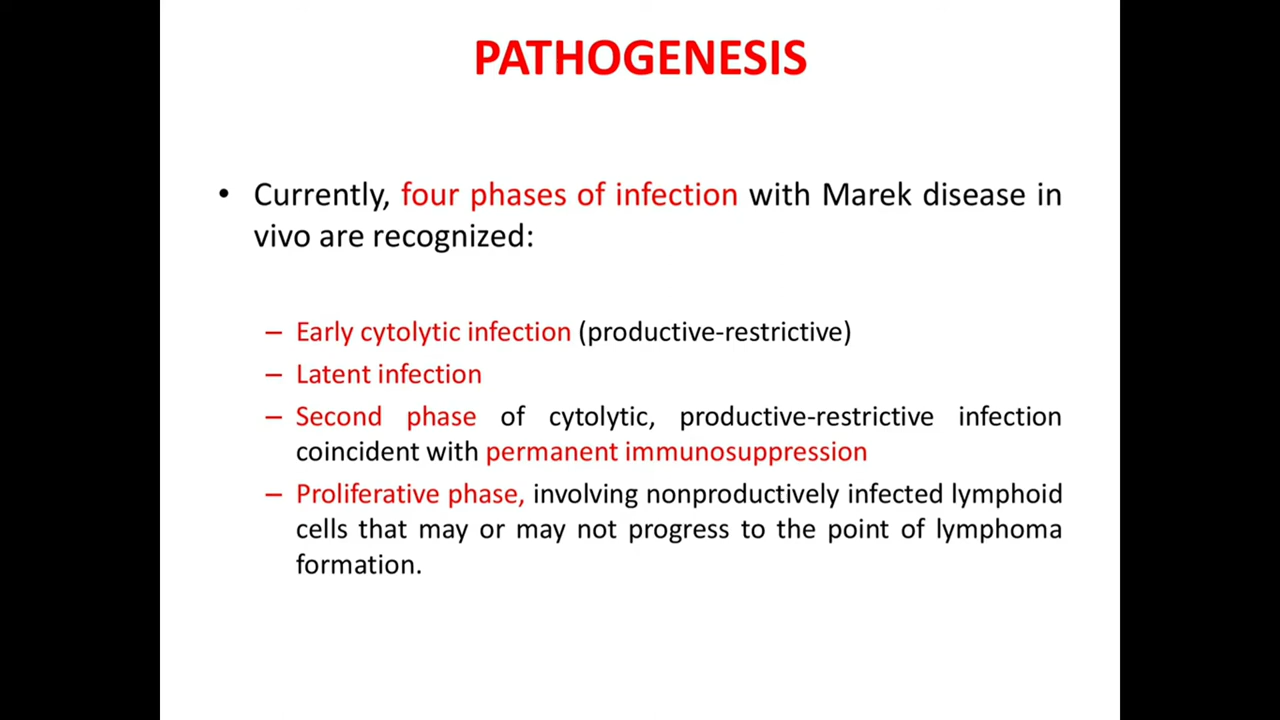 PATHOGENESIS
• Currently, four phases of infection with Marek disease in
vivo are recognized:
– Early cytolytic infection (productive-restrictive)
– Latent infection
– Second phase of cytolytic, productive-restrictive infection
coincident with permanent immunosuppression
– Proliferative phase, involving nonproductively infected lymphoid
cells that may or may not progress to the point of lymphoma
formation.